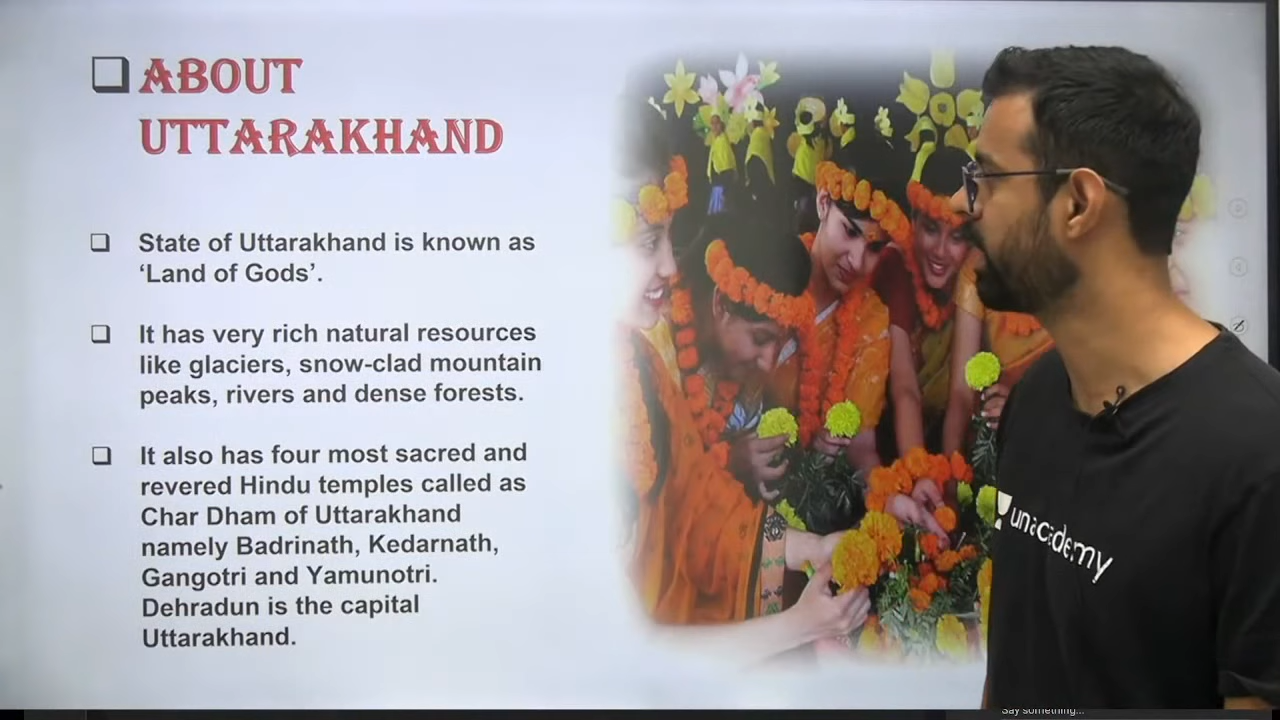 ABOUT
UTTARAKHAND
State of Uttarakhand is known as
‘Land of Gods’.
It has very rich natural resources
like glaciers, snow-clad mountain
peaks, rivers and dense forests.
It also has four most sacred and
revered Hindu temples called as
Char Dham of Uttarakhand
namely Badrinath, Kedarnath,
Gangotri and Yamunotri.
Dehradun is the capital
Uttarakhand.
unacademy
Say something...